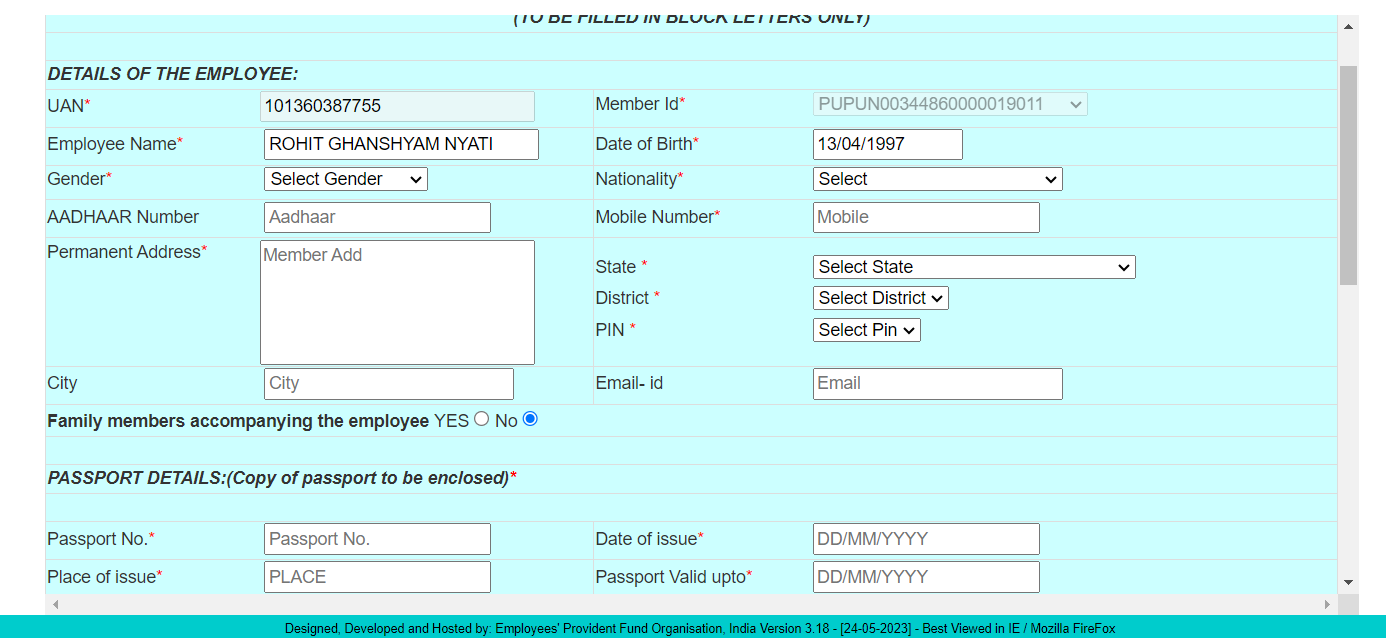 (TO BE FILLED IN BLOCK LETTERS ONLY)
DETAILS OF THE EMPLOYEE:
UAN* 101360387755 Member Id* PUPUN00344860000019011
Employee Name* ROHIT GHANSHYAM NYATI Date of Birth* 13/04/1997
Gender* Select Gender Nationality* Select
AADHAAR Number Aadhaar Mobile Number* Mobile
Permanent Address* Member Add
State * Select State
District * Select District
PIN * Select Pin
City City Email- id Email
Family members accompanying the employee YES No
PASSPORT DETAILS:(Copy of passport to be enclosed)*
Passport No.* Passport No. Date of issue* DD/MM/YYYY
Place of issue* PLACE Passport Valid upto* DD/MM/YYYY
Designed, Developed and Hosted by: Employees' Provident Fund Organisation, India Version 3.18 - [24-05-2023] - Best Viewed in IE / Mozilla FireFox